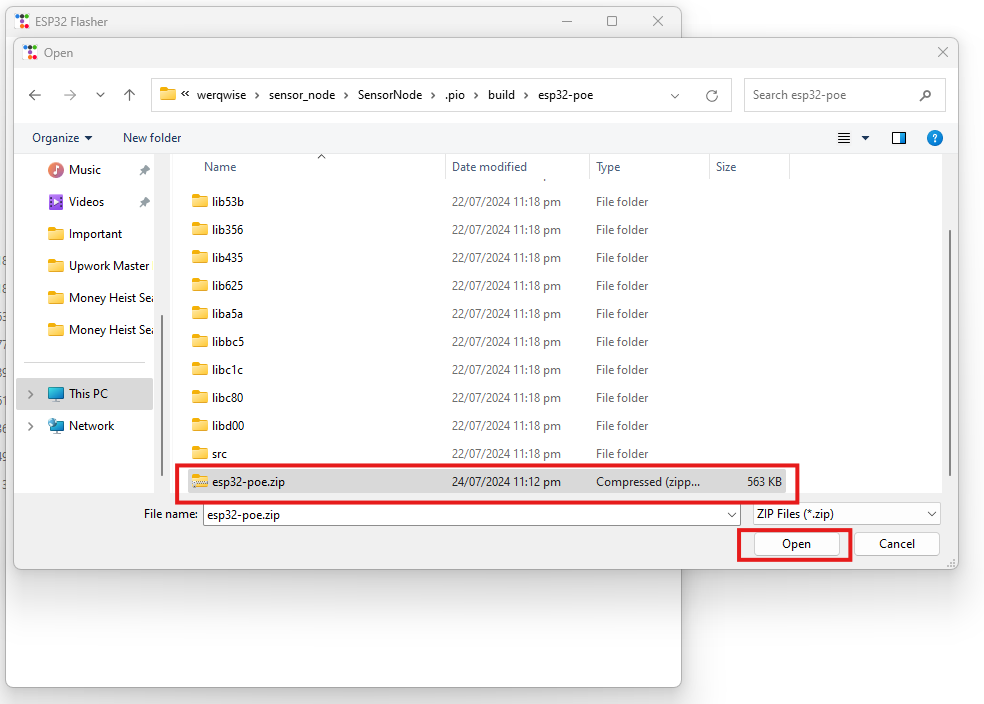 ESP32 Flasher
Open
« werqwise › sensor_node › SensorNode › .pio › build › esp32-poe
Search esp32-poe
Organize New folder
Music
Videos
Important
Upwork Master
Money Heist Sea
Money Heist Sea
This PC
Network
Name Date modified Type Size
lib53b 22/07/2024 11:18 pm File folder
lib356 22/07/2024 11:18 pm File folder
lib435 22/07/2024 11:18 pm File folder
lib625 22/07/2024 11:18 pm File folder
liba5a 22/07/2024 11:18 pm File folder
libbc5 22/07/2024 11:18 pm File folder
libc1c 22/07/2024 11:18 pm File folder
libc80 22/07/2024 11:18 pm File folder
libd00 22/07/2024 11:18 pm File folder
src 22/07/2024 11:18 pm File folder
esp32-poe.zip 24/07/2024 11:12 pm Compressed (zipp... 563 KB
File name: esp32-poe.zip ZIP Files (*.zip)
Open Cancel